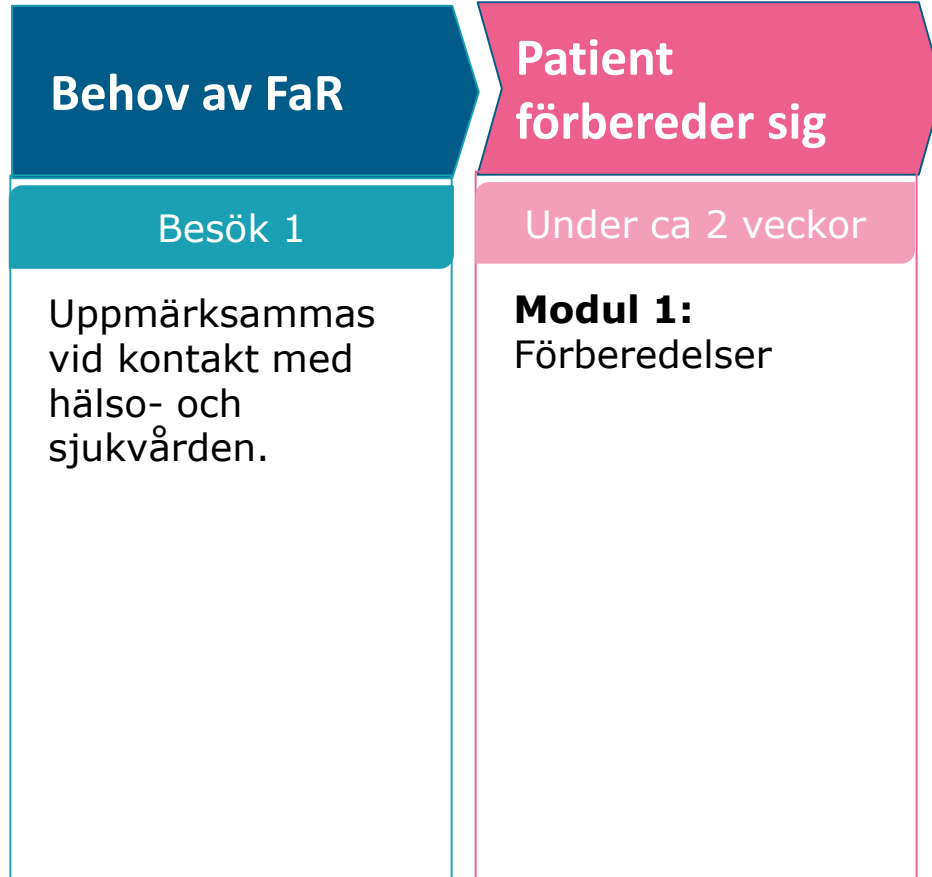 Behov av FaR
Patient
förbereder sig
Besök 1
Under ca 2 veckor
Uppmärksammas
vid kontakt med
hälso- och
sjukvården.
Modul 1:
Förberedelser